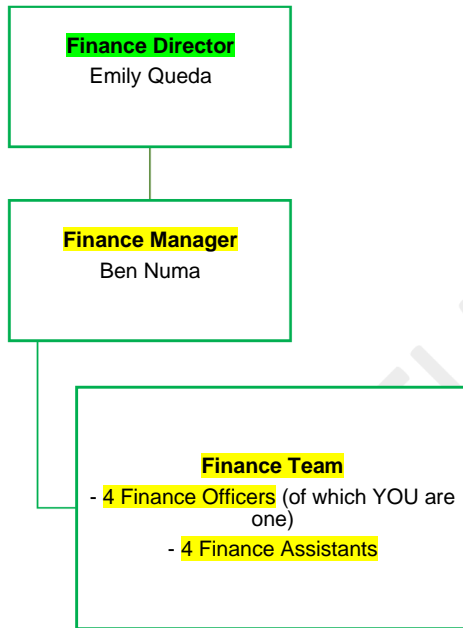 Finance Director
Emily Queda
Finance Manager
Ben Numa
Finance Team
- 4 Finance Officers (of which YOU are
one)
- 4 Finance Assistants